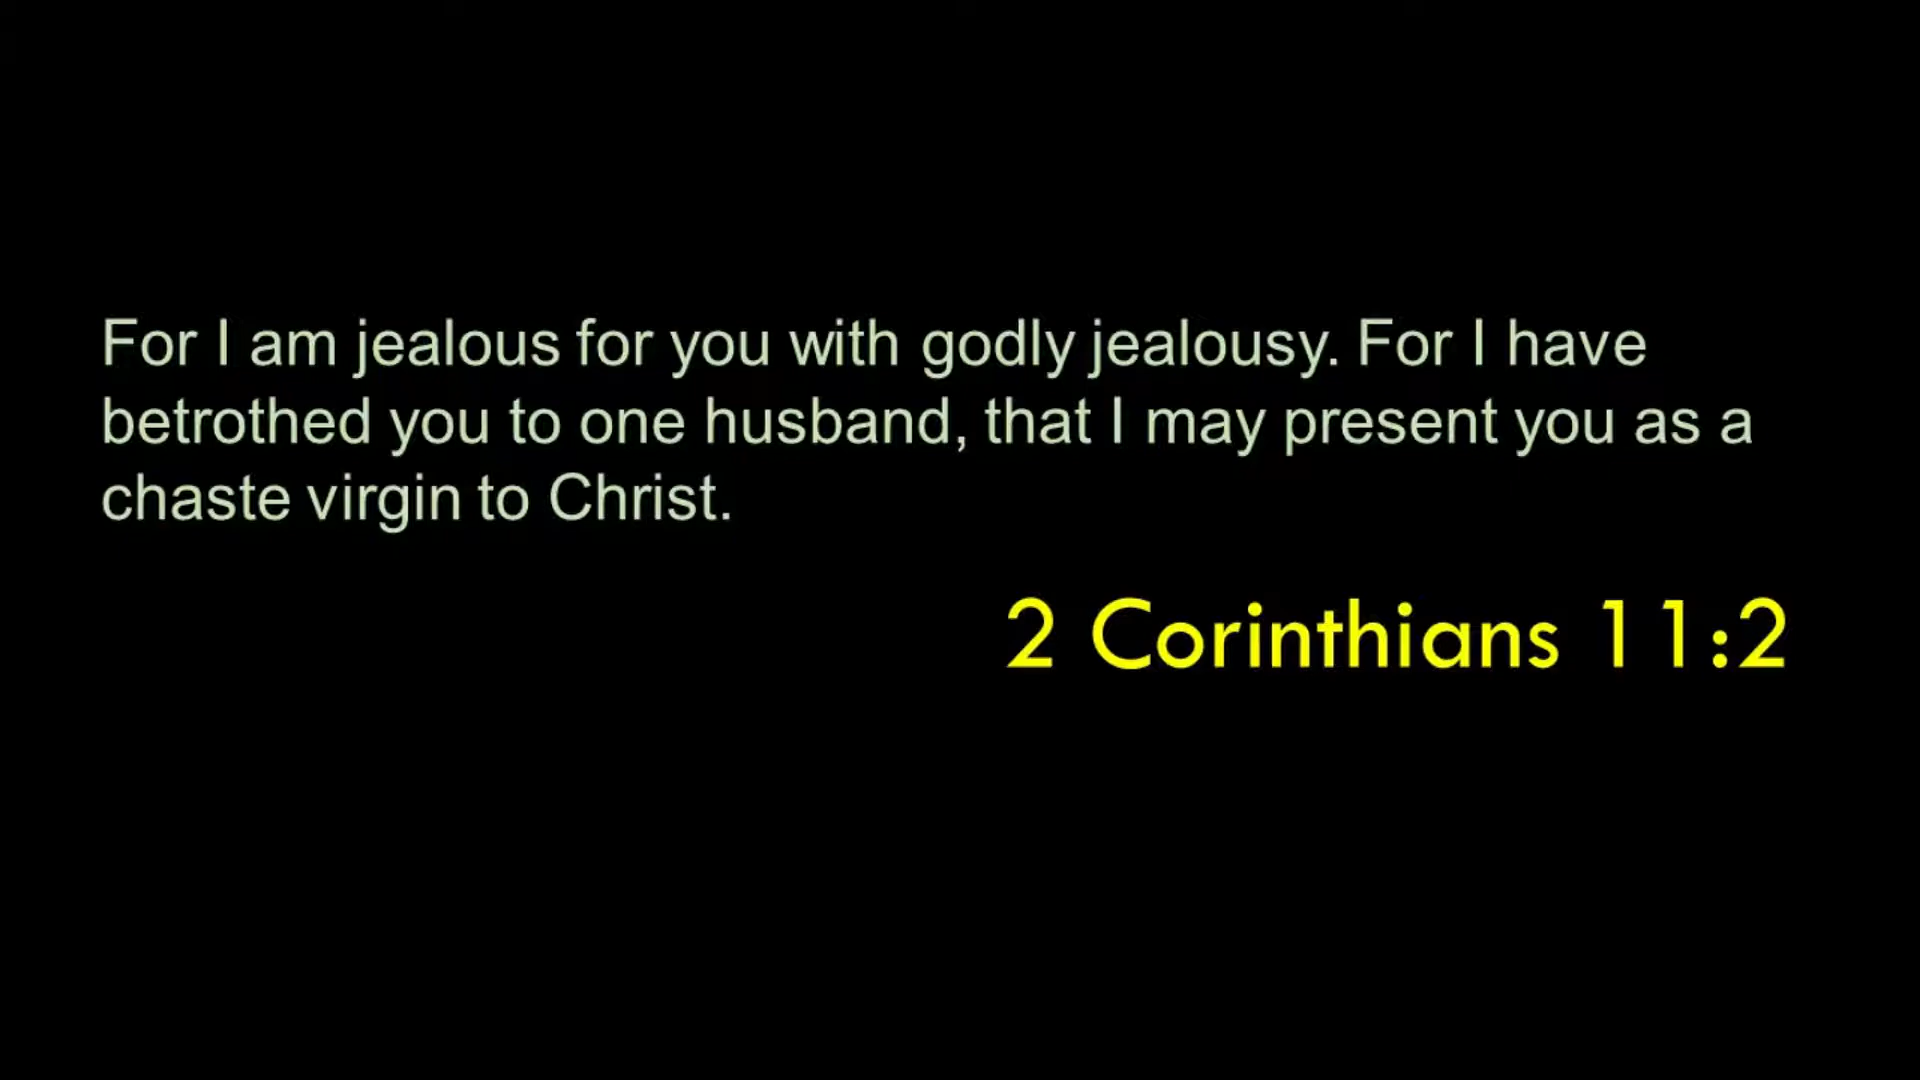 For I am jealous for you with godly jealousy. For I have
betrothed you to one husband, that I may present you as a
chaste virgin to Christ.
2 Corinthians 11:2